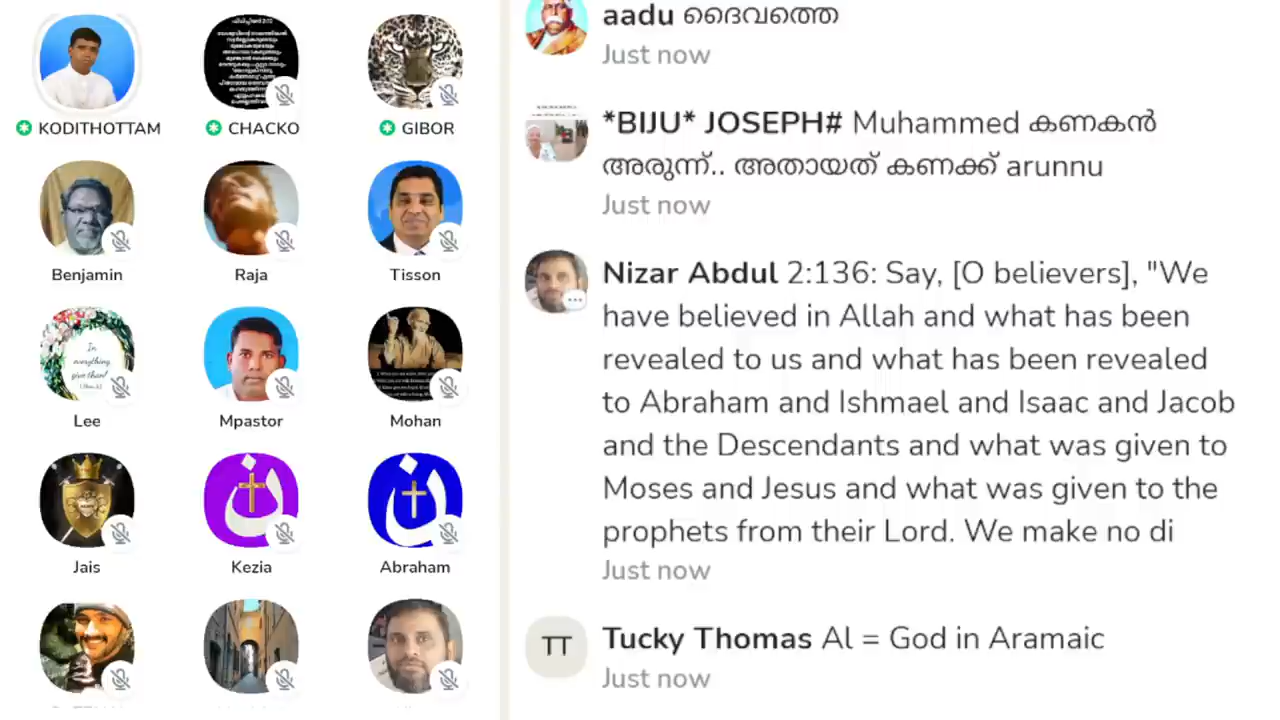 KODITHOTTAM
CHACKO
GIBOR
Benjamin
Raja
Tisson
In
everything
give thanks
Lee
Mpastor
Mohan
Jais
Kezia
Abraham
aadu ദൈവത്തെ
Just now
*BIJU* JOSEPH# Muhammed കണകൻ
അരുന്ന്.. അതായത് കണക്ക് arunnu
Just now
Nizar Abdul 2:136: Say, [O believers], "We
have believed in Allah and what has been
revealed to us and what has been revealed
to Abraham and Ishmael and Isaac and Jacob
and the Descendants and what was given to
Moses and Jesus and what was given to the
prophets from their Lord. We make no di
Just now
TT
Tucky Thomas Al = God in Aramaic
Just now